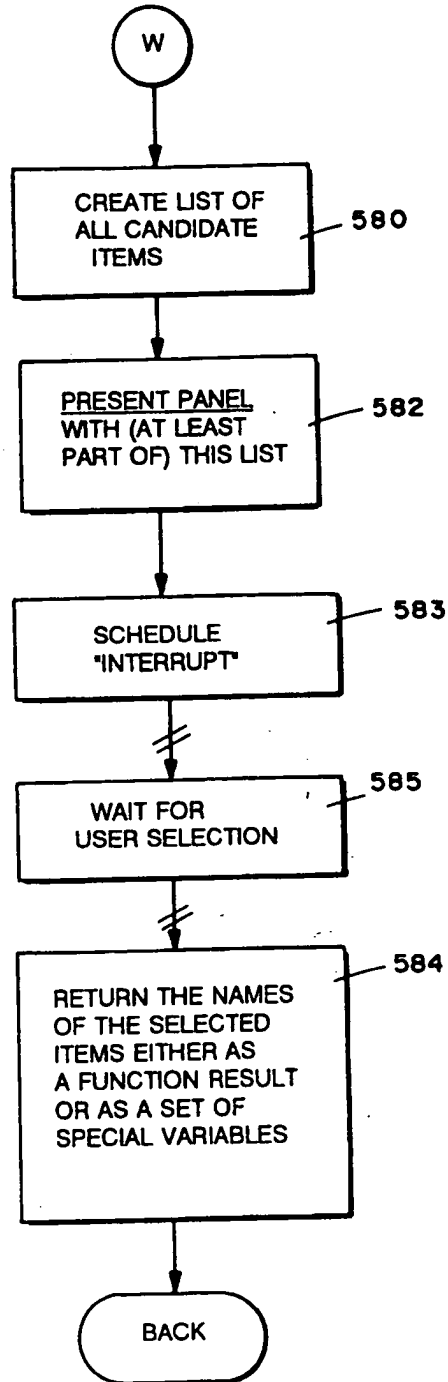 W
CREATE LIST OF
ALL CANDIDATE
ITEMS
580
PRESENT PANEL
WITH (AT LEAST
PART OF) THIS LIST
582
SCHEDULE
"INTERRUPT"
583
WAIT FOR
USER SELECTION
585
RETURN THE NAMES
OF THE SELECTED
ITEMS EITHER AS
A FUNCTION RESULT
OR AS A SET OF
SPECIAL VARIABLES
584
BACK